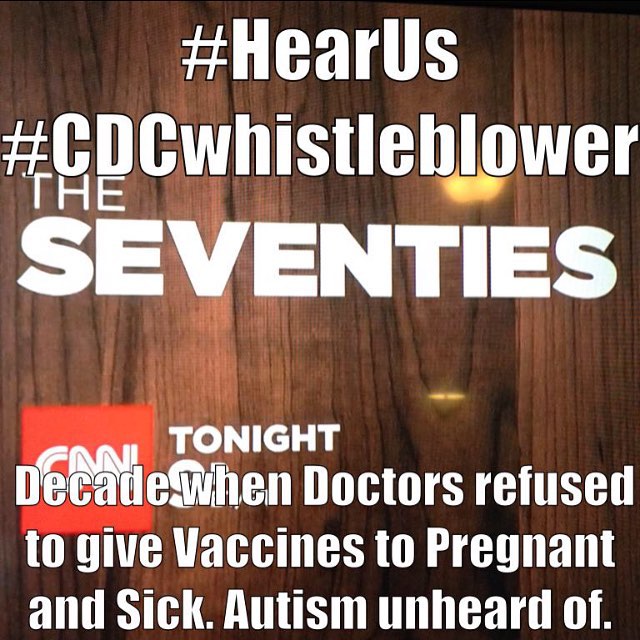 #HearUs
#CDCwhistleblower
THE
SEVENTIES
CNN
TONIGHT
Decade when Doctors refused
to give Vaccines to Pregnant
and Sick. Autism unheard of.